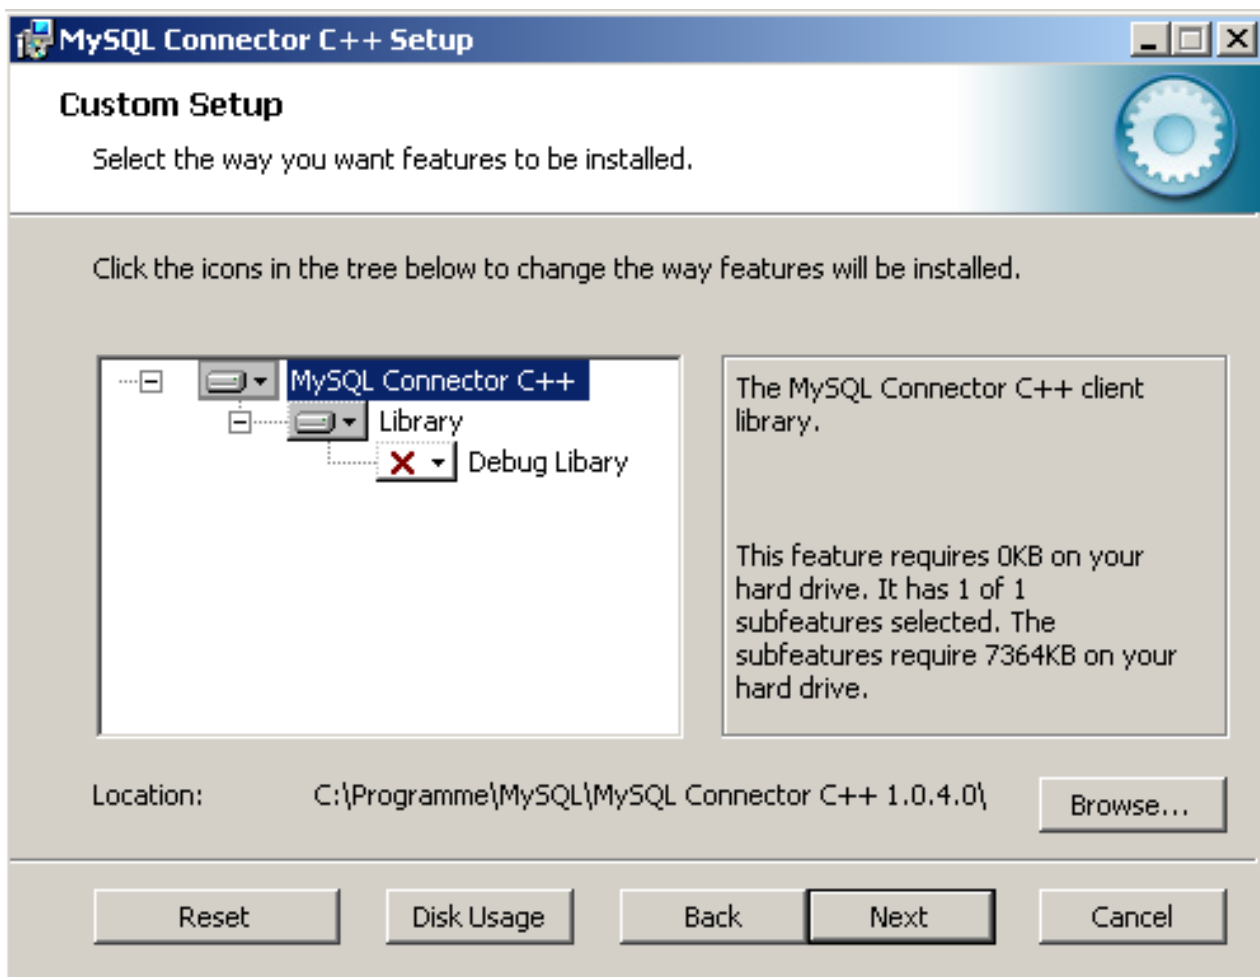 MySQL Connector C++ Setup
Custom Setup
Select the way you want features to be installed.
Click the icons in the tree below to change the way features will be installed.
MySQL Connector C++
Library
Debug Libary
The MySQL Connector C++ client
library.
This feature requires 0KB on your
hard drive. It has 1 of 1
subfeatures selected. The
subfeatures require 7364KB on your
hard drive.
Location: C:\Programme\MySQL\MySQL Connector C++ 1.0.4.0\
Browse...
Reset Disk Usage Back Next Cancel